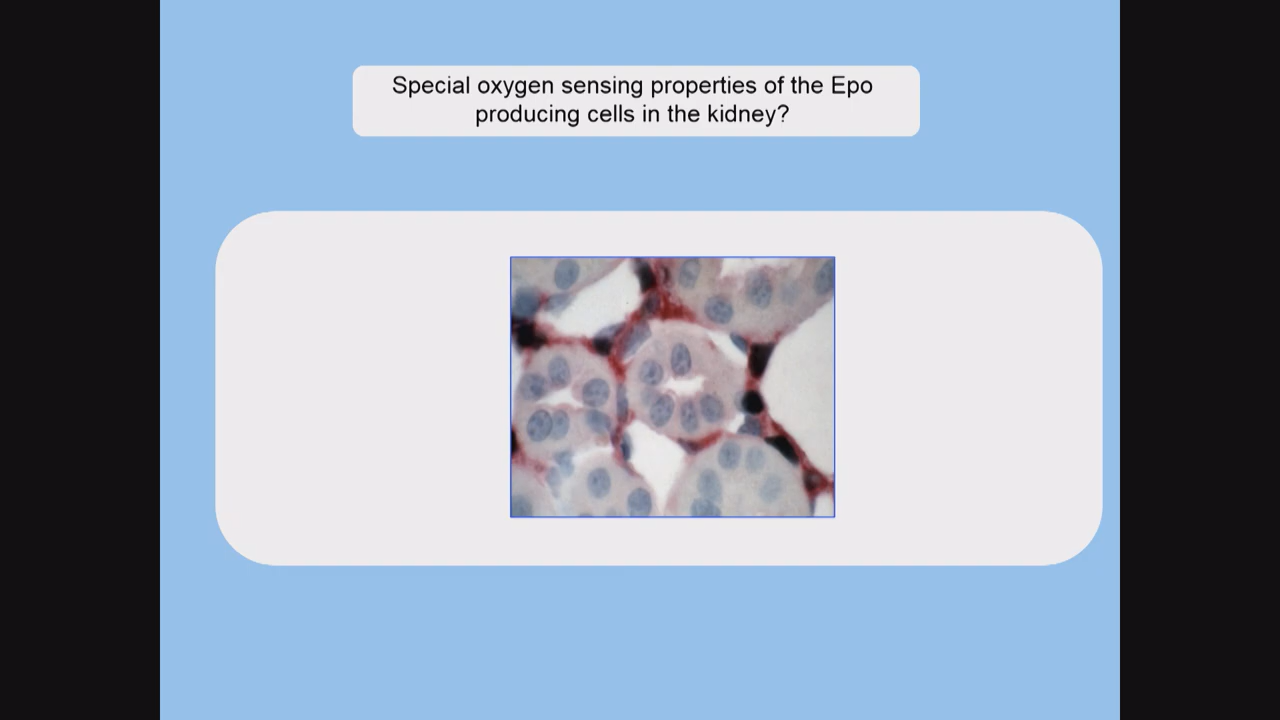 Special oxygen sensing properties of the Epo
producing cells in the kidney?